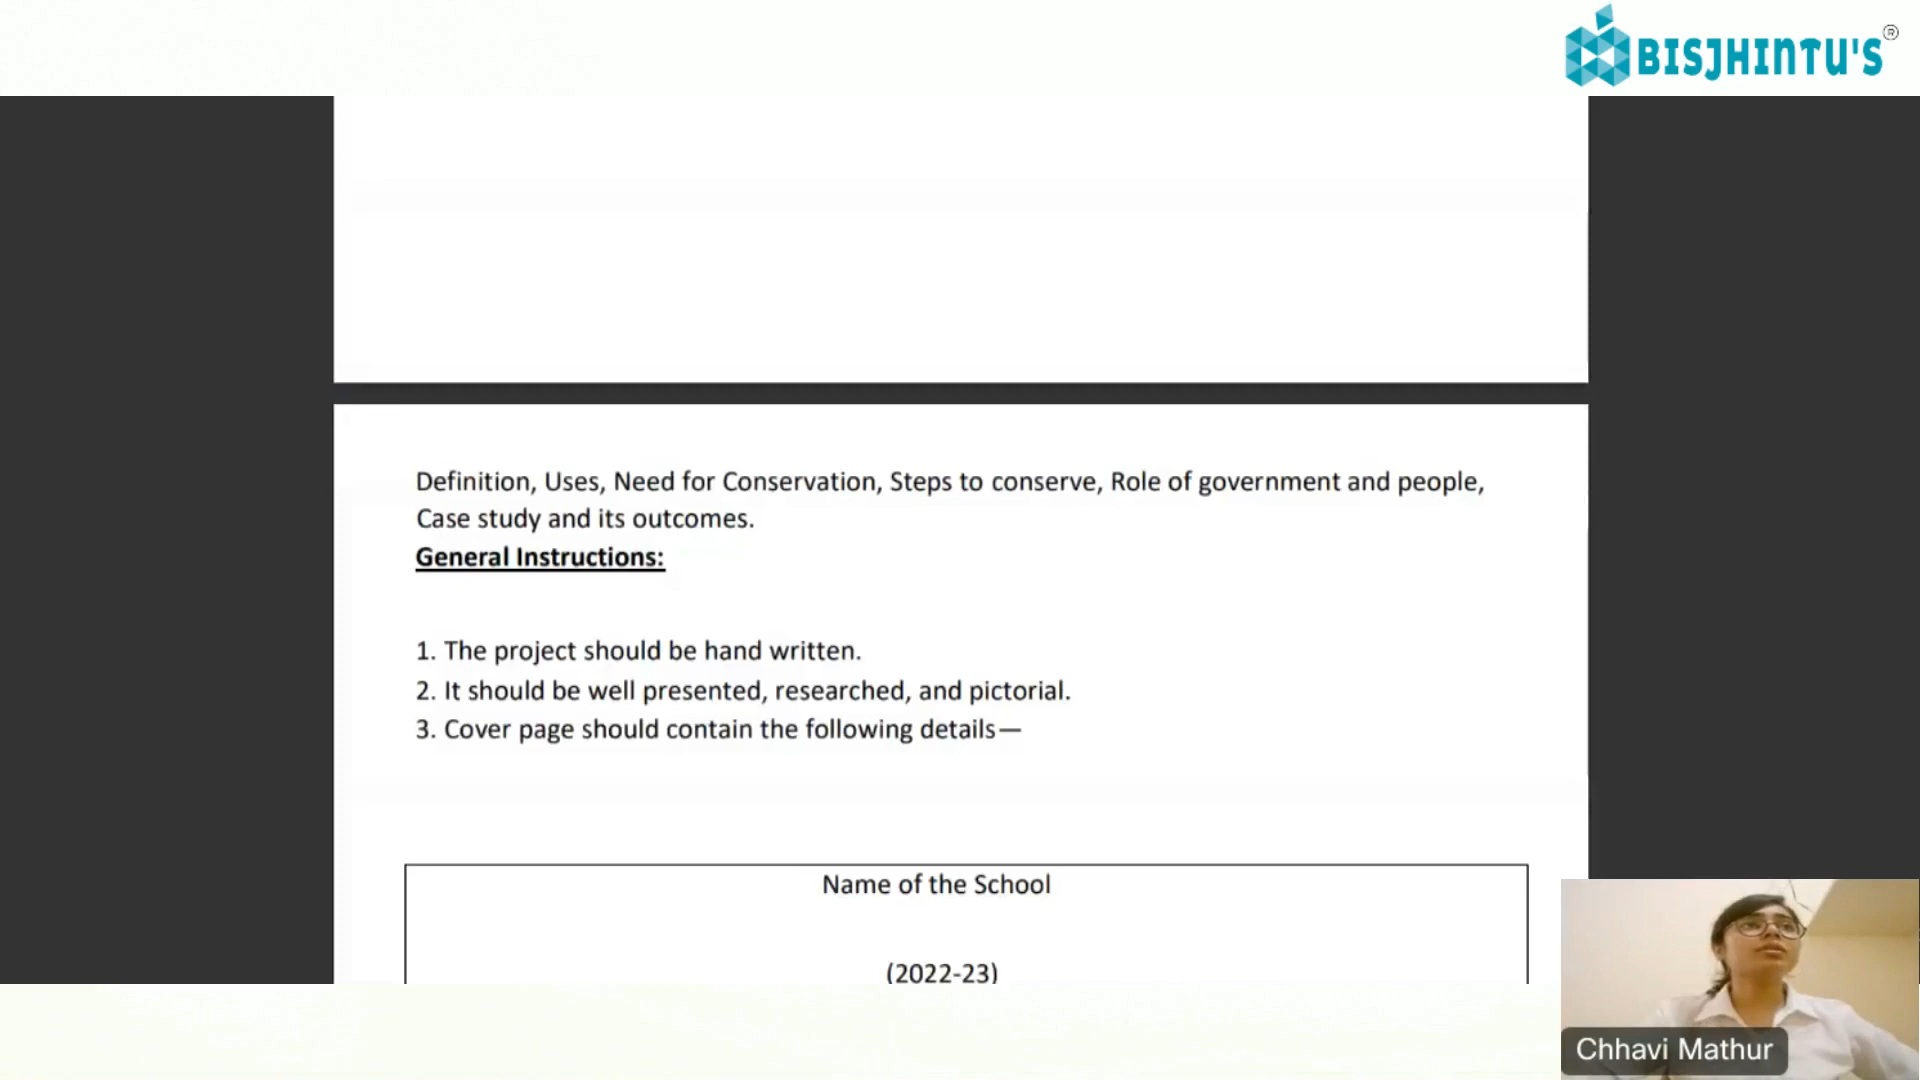 BISJHINTU'S®
Definition, Uses, Need for Conservation, Steps to conserve, Role of government and people,
Case study and its outcomes.
General Instructions:
1. The project should be hand written.
2. It should be well presented, researched, and pictorial.
3. Cover page should contain the following details—
Name of the School
(2022-23)
Chhavi Mathur